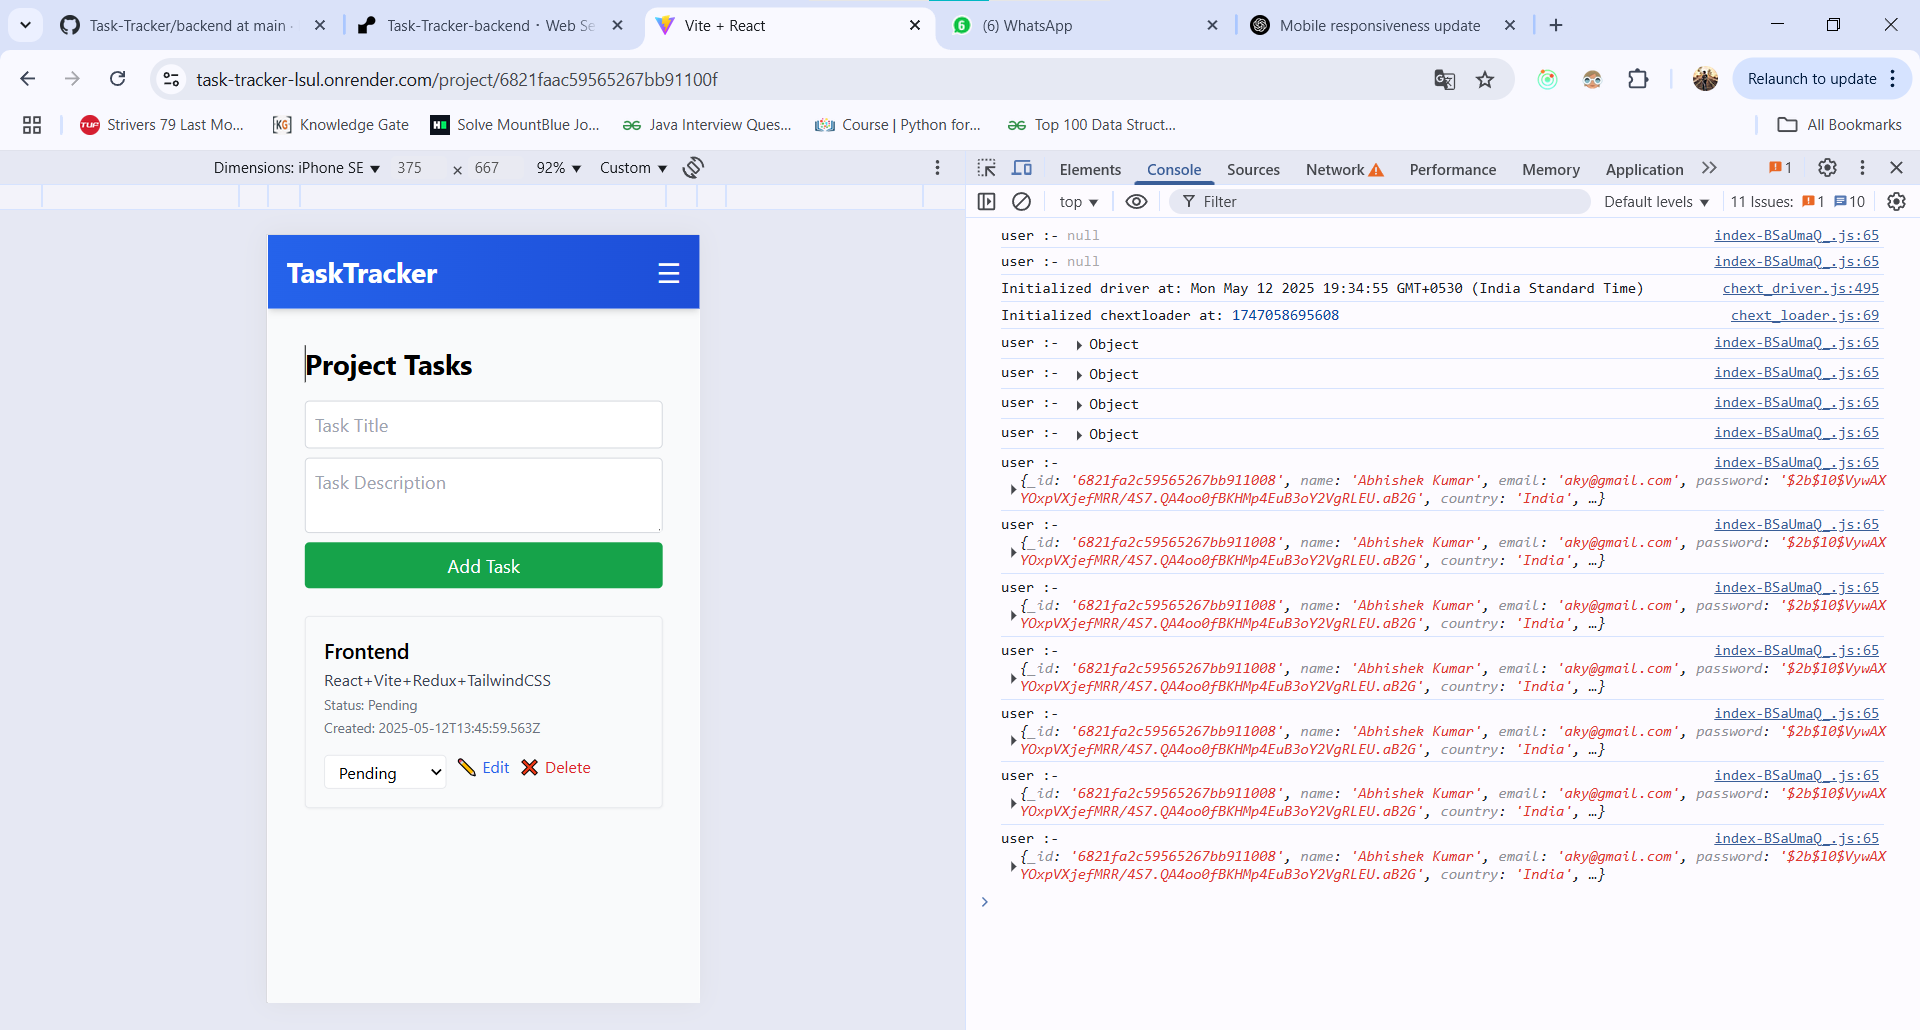 Task-Tracker/backend at main ·
Task-Tracker-backend · Web Se
Vite + React
(6) WhatsApp
Mobile responsiveness update
task-tracker-lsul.onrender.com/project/6821faac59565267bb91100f
Relaunch to update
Strivers 79 Last Mo...
Knowledge Gate
Solve MountBlue Jo...
Java Interview Ques...
Course | Python for...
Top 100 Data Struct...
All Bookmarks
Dimensions: iPhone SE 375 × 667 92% Custom
Elements Console Sources Network Performance Memory Application 1
top Filter Default levels 11 Issues: 1 10
TaskTracker
Project Tasks
Task Title
Task Description
Add Task
Frontend
React+Vite+Redux+TailwindCSS
Status: Pending
Created: 2025-05-12T13:45:59.563Z
Pending Edit Delete
user :- null index-BSaUmaQ_.js:65
user :- null index-BSaUmaQ_.js:65
Initialized driver at: Mon May 12 2025 19:34:55 GMT+0530 (India Standard Time) chext_driver.js:495
Initialized chextloader at: 1747058695608 chext_loader.js:69
user :- Object index-BSaUmaQ_.js:65
user :- Object index-BSaUmaQ_.js:65
user :- Object index-BSaUmaQ_.js:65
user :- Object index-BSaUmaQ_.js:65
user :- index-BSaUmaQ_.js:65
{_id: '6821fa2c59565267bb911008', name: 'Abhishek Kumar', email: 'aky@gmail.com', password: '$2b$10$VywAX
YOxpVXjefMRR/4S7.QA4oo0fBKHMp4EuB3oY2VgRLEU.aB2G', country: 'India', …}
user :- index-BSaUmaQ_.js:65
{_id: '6821fa2c59565267bb911008', name: 'Abhishek Kumar', email: 'aky@gmail.com', password: '$2b$10$VywAX
YOxpVXjefMRR/4S7.QA4oo0fBKHMp4EuB3oY2VgRLEU.aB2G', country: 'India', …}
user :- index-BSaUmaQ_.js:65
{_id: '6821fa2c59565267bb911008', name: 'Abhishek Kumar', email: 'aky@gmail.com', password: '$2b$10$VywAX
YOxpVXjefMRR/4S7.QA4oo0fBKHMp4EuB3oY2VgRLEU.aB2G', country: 'India', …}
user :- index-BSaUmaQ_.js:65
{_id: '6821fa2c59565267bb911008', name: 'Abhishek Kumar', email: 'aky@gmail.com', password: '$2b$10$VywAX
YOxpVXjefMRR/4S7.QA4oo0fBKHMp4EuB3oY2VgRLEU.aB2G', country: 'India', …}
user :- index-BSaUmaQ_.js:65
{_id: '6821fa2c59565267bb911008', name: 'Abhishek Kumar', email: 'aky@gmail.com', password: '$2b$10$VywAX
YOxpVXjefMRR/4S7.QA4oo0fBKHMp4EuB3oY2VgRLEU.aB2G', country: 'India', …}
user :- index-BSaUmaQ_.js:65
{_id: '6821fa2c59565267bb911008', name: 'Abhishek Kumar', email: 'aky@gmail.com', password: '$2b$10$VywAX
YOxpVXjefMRR/4S7.QA4oo0fBKHMp4EuB3oY2VgRLEU.aB2G', country: 'India', …}
user :- index-BSaUmaQ_.js:65
{_id: '6821fa2c59565267bb911008', name: 'Abhishek Kumar', email: 'aky@gmail.com', password: '$2b$10$VywAX
YOxpVXjefMRR/4S7.QA4oo0fBKHMp4EuB3oY2VgRLEU.aB2G', country: 'India', …}